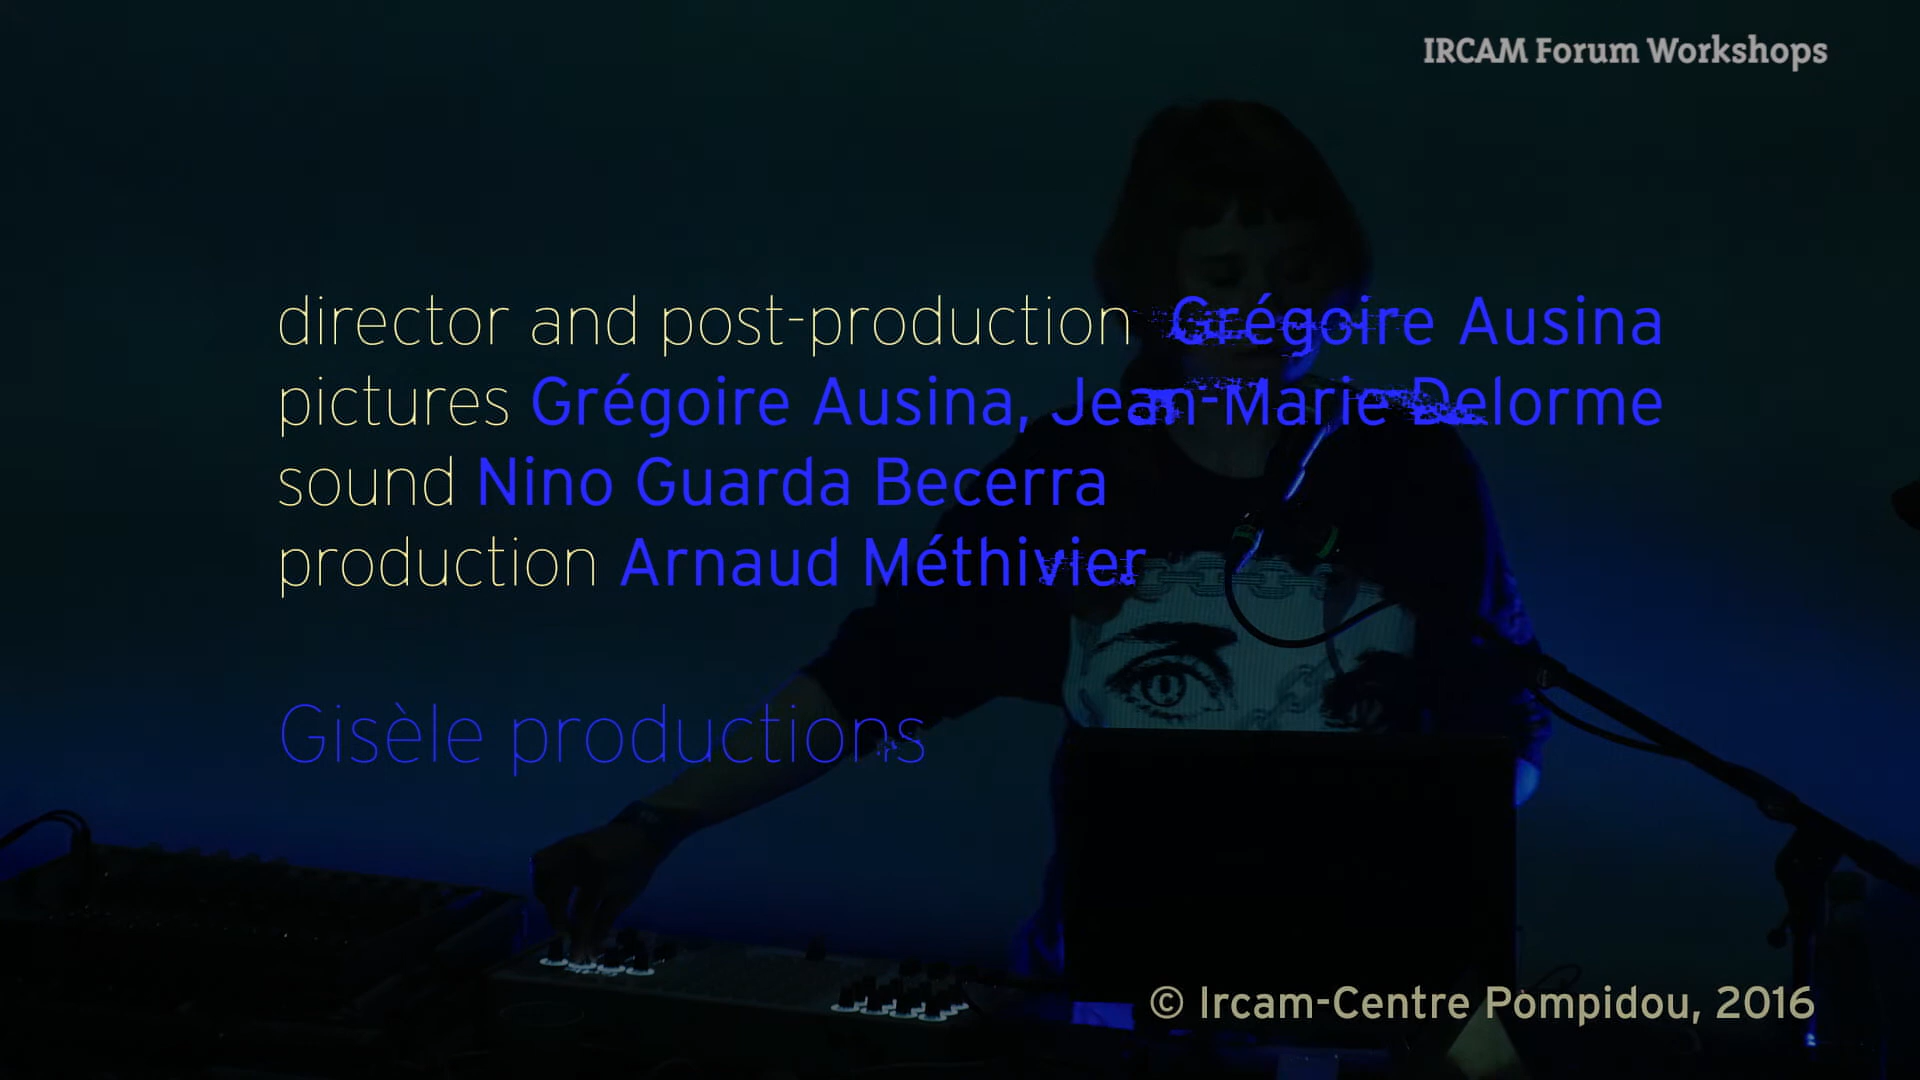 IRCAM Forum Workshops
director and post-production Grégoire Ausina
pictures Grégoire Ausina, Jean-Marie Delorme
sound Nino Guarda Becerra
production Arnaud Méthivier
Gisèle productions
© Ircam-Centre Pompidou, 2016